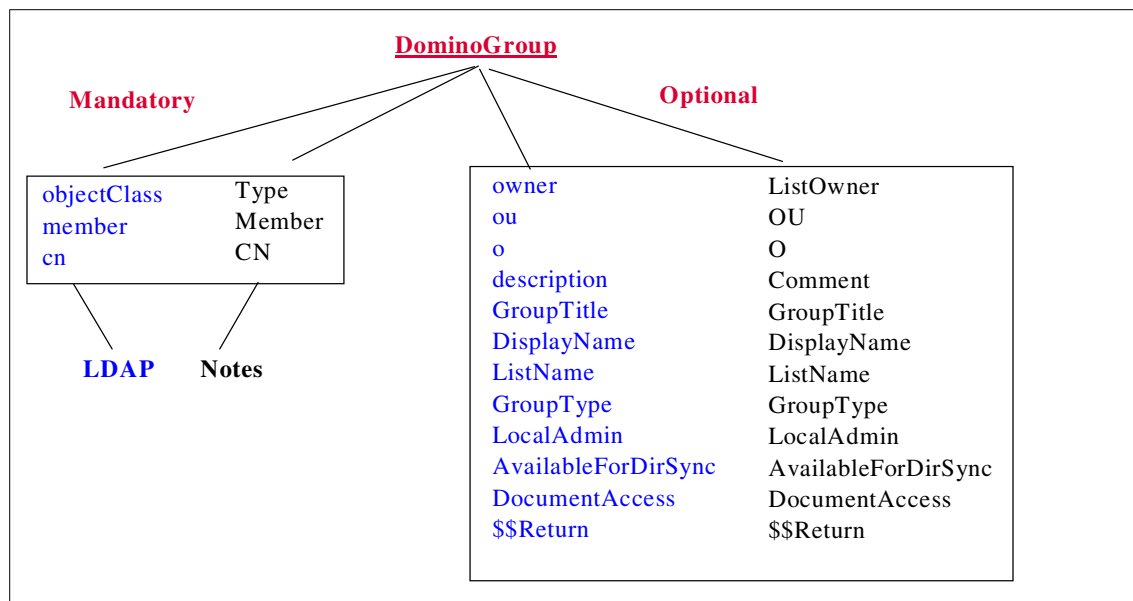 DominoGroup
Mandatory
Optional
objectClass Type
member Member
cn CN
LDAP Notes
owner ListOwner
ou OU
o O
description Comment
GroupTitle GroupTitle
DisplayName DisplayName
ListName ListName
GroupType GroupType
LocalAdmin LocalAdmin
AvailableForDirSync AvailableForDirSync
DocumentAccess DocumentAccess
$$Return $$Return